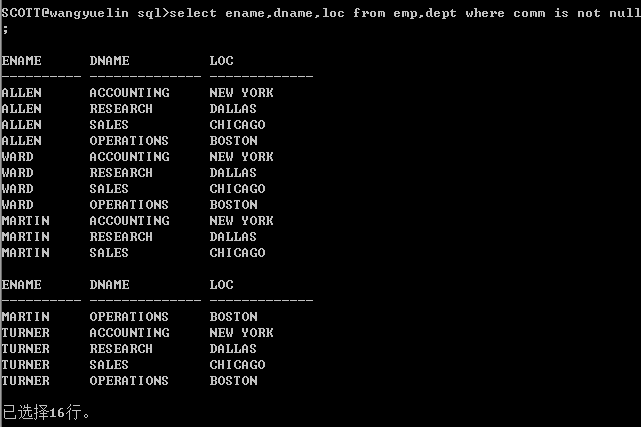 SCOTT@wangyuelin sql>select ename,dname,loc from emp,dept where comm is not null
;
ENAME DNAME LOC
---------- -------------- -------------
ALLEN ACCOUNTING NEW YORK
ALLEN RESEARCH DALLAS
ALLEN SALES CHICAGO
ALLEN OPERATIONS BOSTON
WARD ACCOUNTING NEW YORK
WARD RESEARCH DALLAS
WARD SALES CHICAGO
WARD OPERATIONS BOSTON
MARTIN ACCOUNTING NEW YORK
MARTIN RESEARCH DALLAS
MARTIN SALES CHICAGO
ENAME DNAME LOC
---------- -------------- -------------
MARTIN OPERATIONS BOSTON
TURNER ACCOUNTING NEW YORK
TURNER RESEARCH DALLAS
TURNER SALES CHICAGO
TURNER OPERATIONS BOSTON
已选择16行。